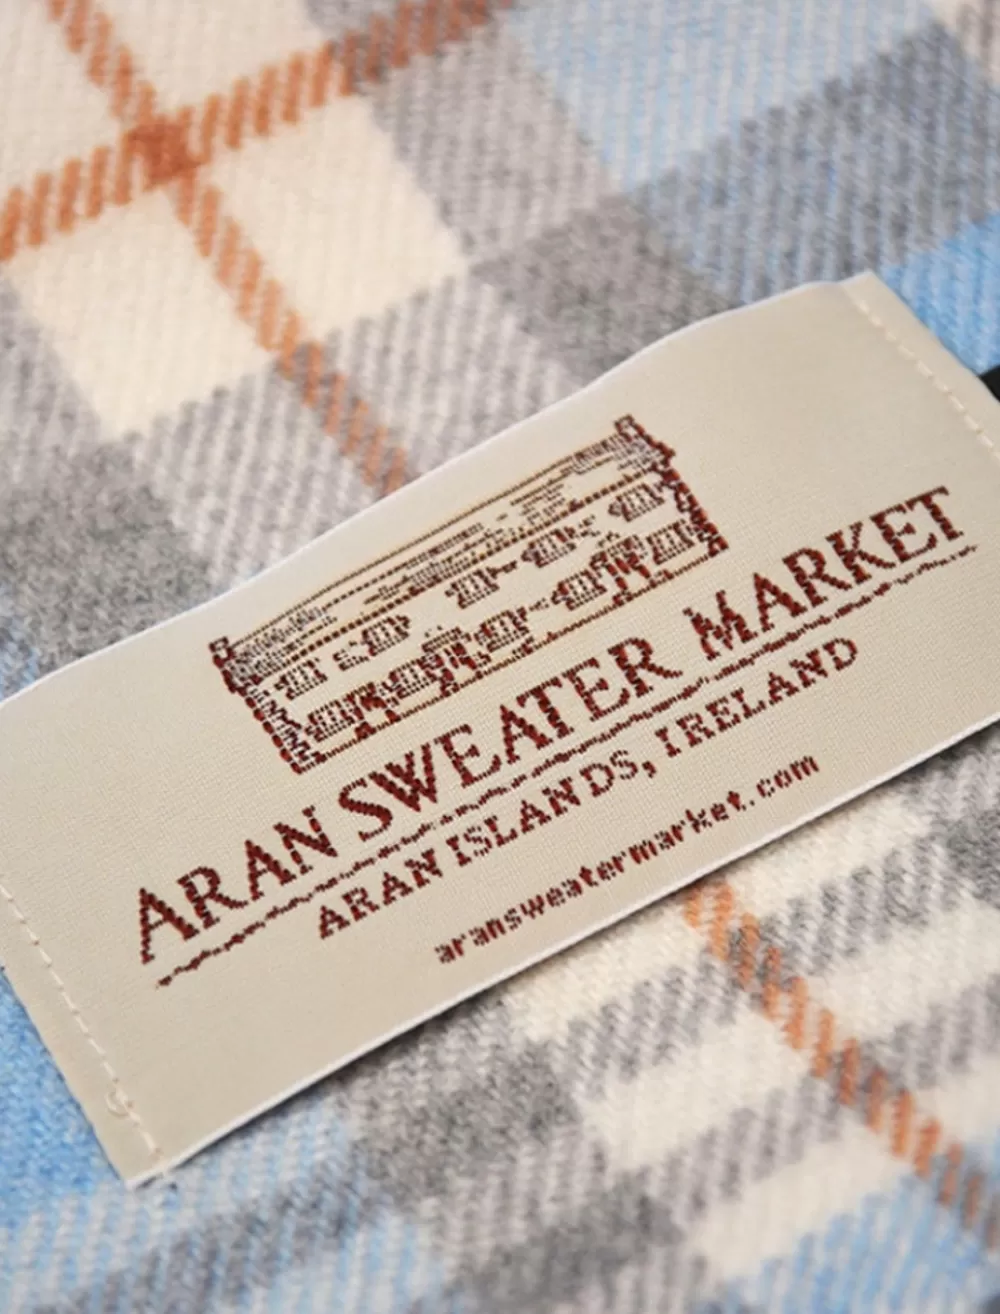 ARAN SWEATER MARKET
ARAN ISLANDS, IRELAND
aransweatermarket.com